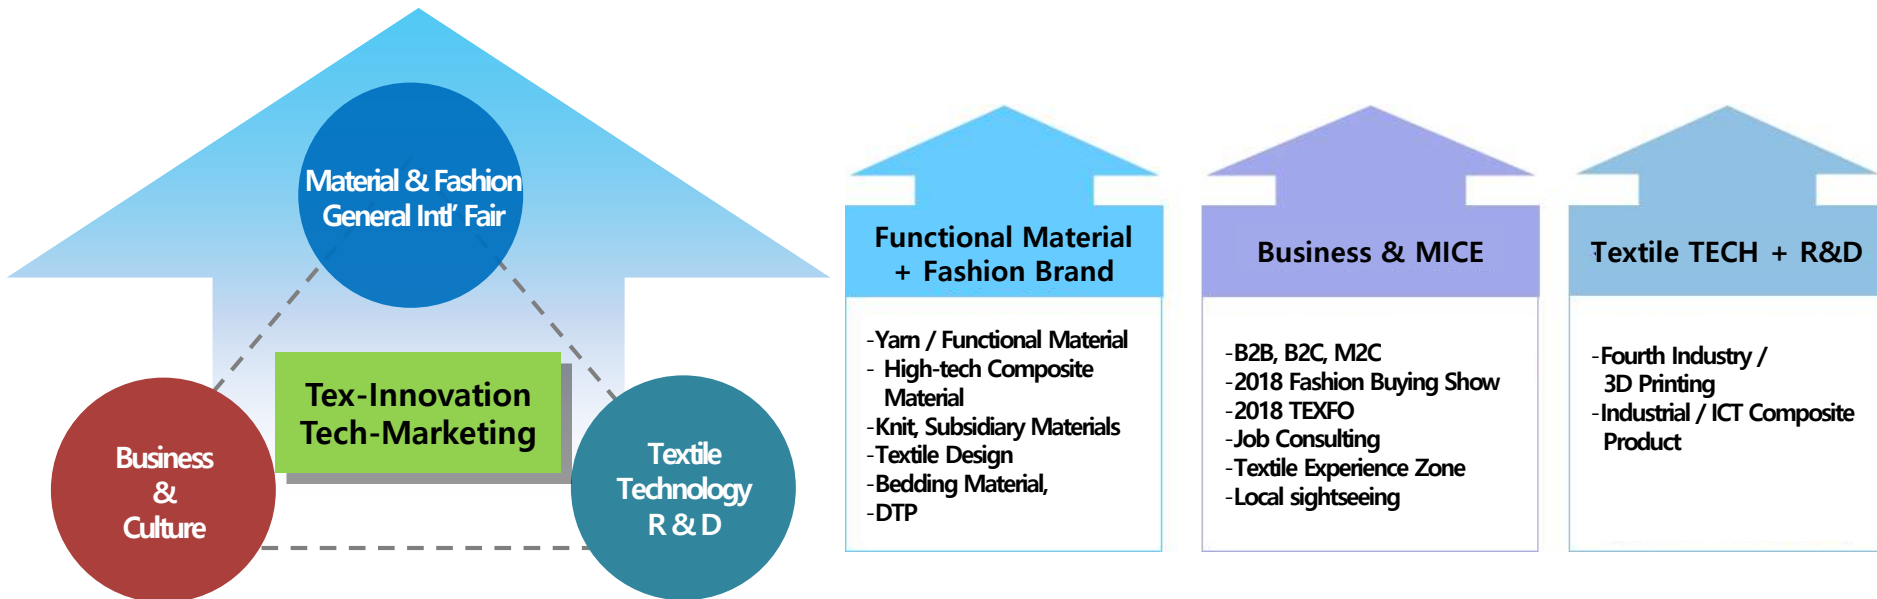 Material & Fashion
General Intl' Fair
Tex-Innovation
Tech-Marketing
Business
&
Culture
Textile
Technology
R & D
Functional Material
+ Fashion Brand
-Yarn / Functional Material
- High-tech Composite
Material
-Knit, Subsidiary Materials
-Textile Design
-Bedding Material,
-DTP
Business & MICE
-B2B, B2C, M2C
-2018 Fashion Buying Show
-2018 TEXFO
-Job Consulting
-Textile Experience Zone
-Local sightseeing
Textile TECH + R&D
-Fourth Industry /
3D Printing
-Industrial / ICT Composite
Product